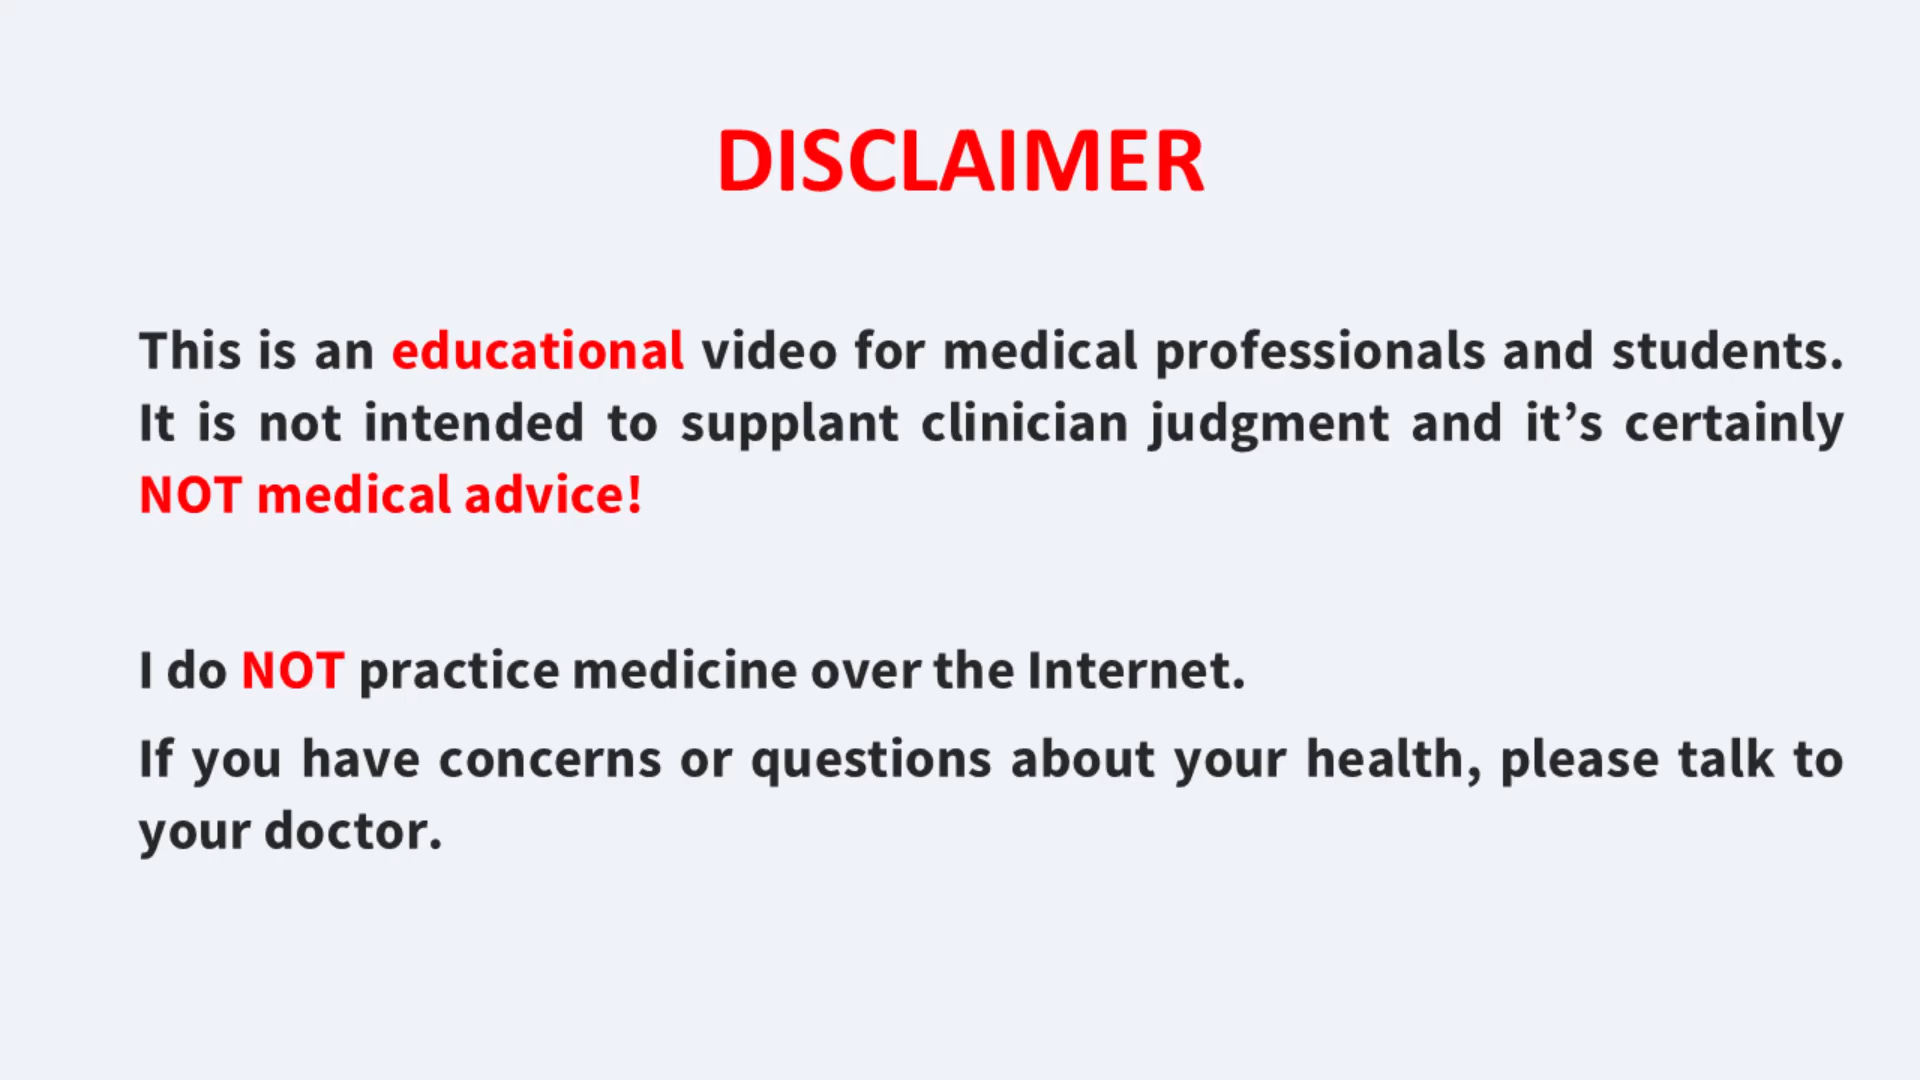 DISCLAIMER
This is an educational video for medical professionals and students.
It is not intended to supplant clinician judgment and it’s certainly
NOT medical advice!
I do NOT practice medicine over the Internet.
If you have concerns or questions about your health, please talk to
your doctor.